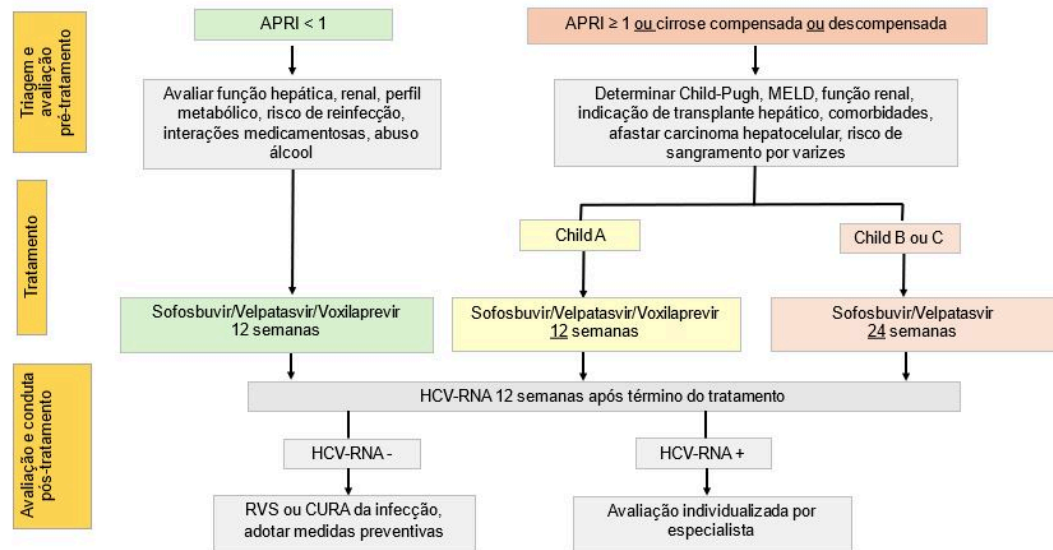 Triagem e
avaliação
pré-tratamento
APRI < 1
APRI ≥ 1 ou cirrose compensada ou descompensada
Avaliar função hepática, renal, perfil
metabólico, risco de reinfecção,
interações medicamentosas, abuso
álcool
Determinar Child-Pugh, MELD, função renal,
indicação de transplante hepático, comorbidades,
afastar carcinoma hepatocelular, risco de
sangramento por varizes
Tratamento
Child A
Child B ou C
Sofosbuvir/Velpatasvir/Voxilaprevir
12 semanas
Sofosbuvir/Velpatasvir/Voxilaprevir
12 semanas
Sofosbuvir/Velpatasvir
24 semanas
Avaliação e conduta
pós-tratamento
HCV-RNA 12 semanas após término do tratamento
HCV-RNA -
HCV-RNA +
RVS ou CURA da infecção,
adotar medidas preventivas
Avaliação individualizada por
especialista